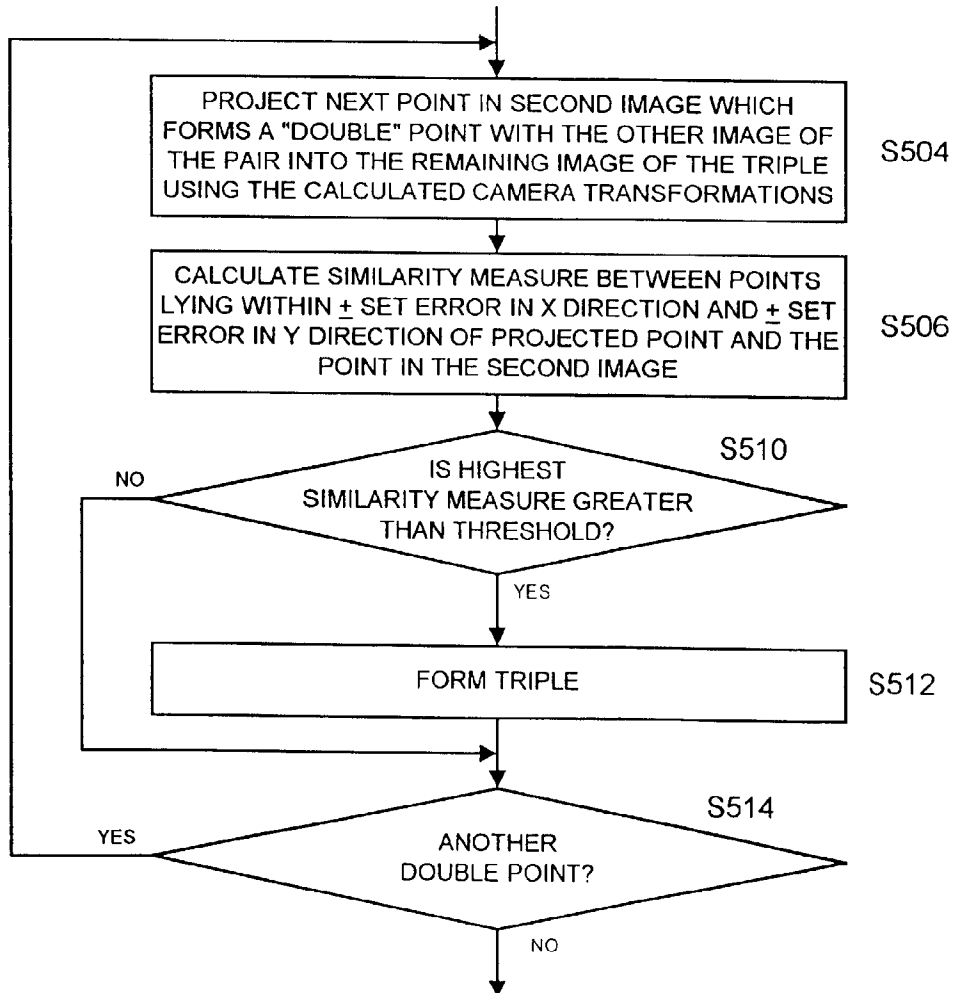 PROJECT NEXT POINT IN SECOND IMAGE WHICH
FORMS A "DOUBLE" POINT WITH THE OTHER IMAGE OF
THE PAIR INTO THE REMAINING IMAGE OF THE TRIPLE
USING THE CALCULATED CAMERA TRANSFORMATIONS
S504
CALCULATE SIMILARITY MEASURE BETWEEN POINTS
LYING WITHIN ± SET ERROR IN X DIRECTION AND ± SET
ERROR IN Y DIRECTION OF PROJECTED POINT AND THE
POINT IN THE SECOND IMAGE
S506
S510
NO
IS HIGHEST
SIMILARITY MEASURE GREATER
THAN THRESHOLD?
YES
FORM TRIPLE
S512
S514
YES
ANOTHER
DOUBLE POINT?
NO